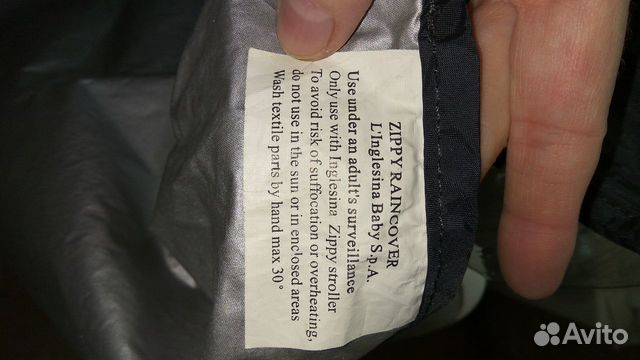 ZIPPY RAINCOVER
L'Inglesina Baby S.p.A.
Use under an adult's surveillance
Only use with Inglesina Zippy stroller
To avoid risk of suffocation or overheating,
do not use in the sun or in enclosed areas
Wash textile parts by hand max 30°
Avito